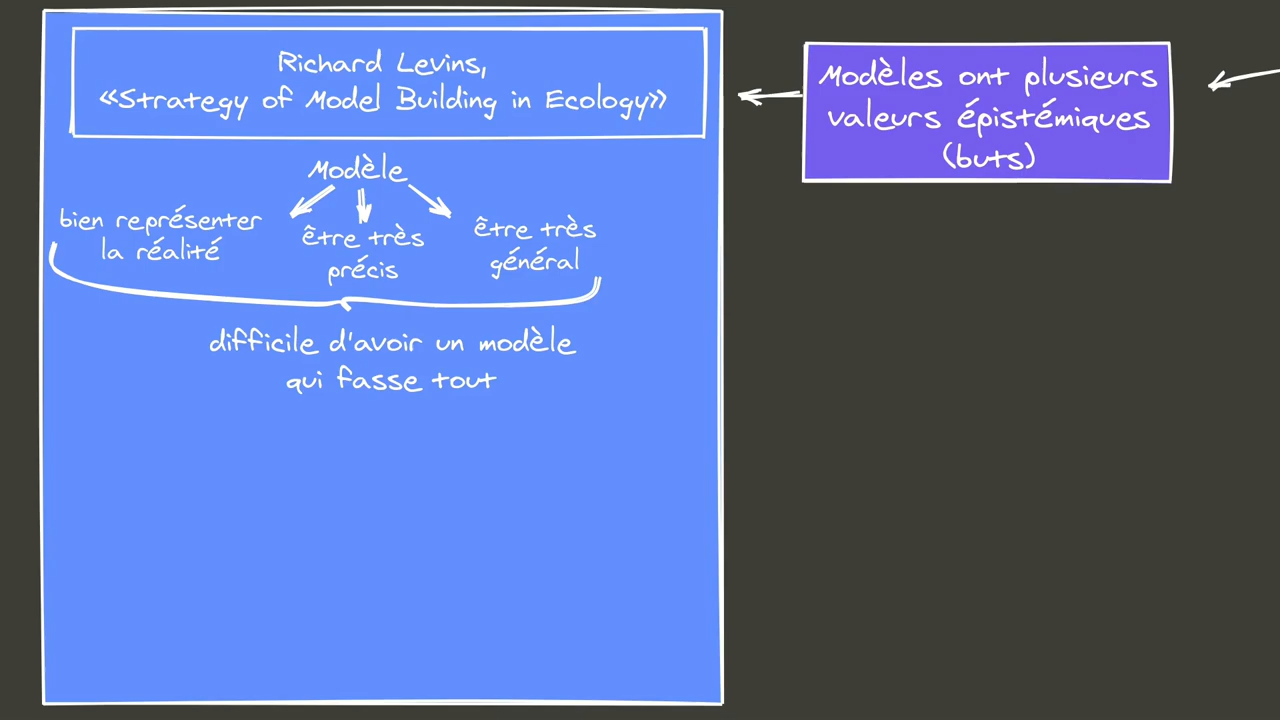 Richard Levins,
«Strategy of Model Building in Ecology»
Modèle
bien représenter
la réalité
être très
précis
être très
général
difficile d'avoir un modèle
qui fasse tout
Modèles ont plusieurs
valeurs épistémiques
(buts)